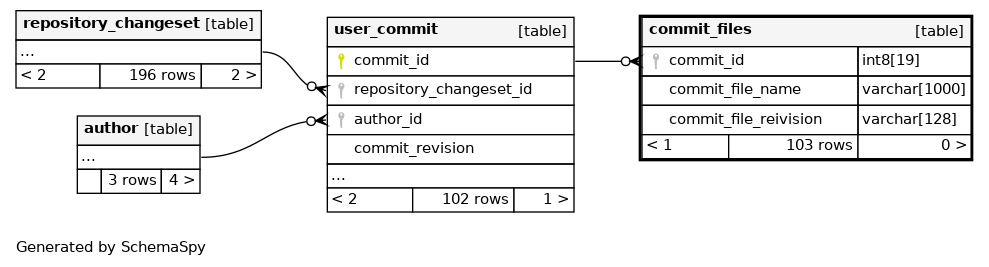 repository_changeset [table]
...
< 2 196 rows 2 >
author [table]
...
3 rows 4 >
user_commit [table]
commit_id
repository_changeset_id
author_id
commit_revision
...
< 2 102 rows 1 >
commit_files [table]
commit_id int8[19]
commit_file_name varchar[1000]
commit_file_reivision varchar[128]
< 1 103 rows 0 >
Generated by SchemaSpy